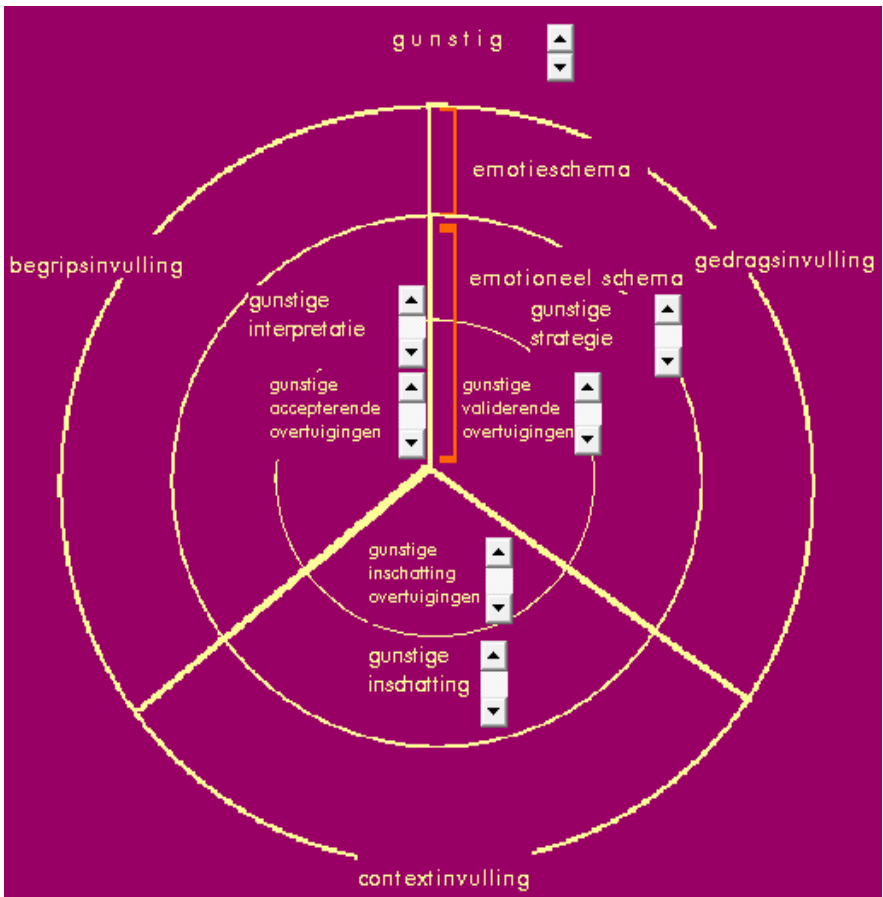 gunstig
emotieschema
begripsinvulling
gedragsinvulling
emotioneel schema
gunstige
interpretatie
gunstige
strategie
gunstige
accepterende
overtuigingen
gunstige
validerende
overtuigingen
gunstige
inschatting
overtuigingen
gunstige
inschatting
contextinvulling